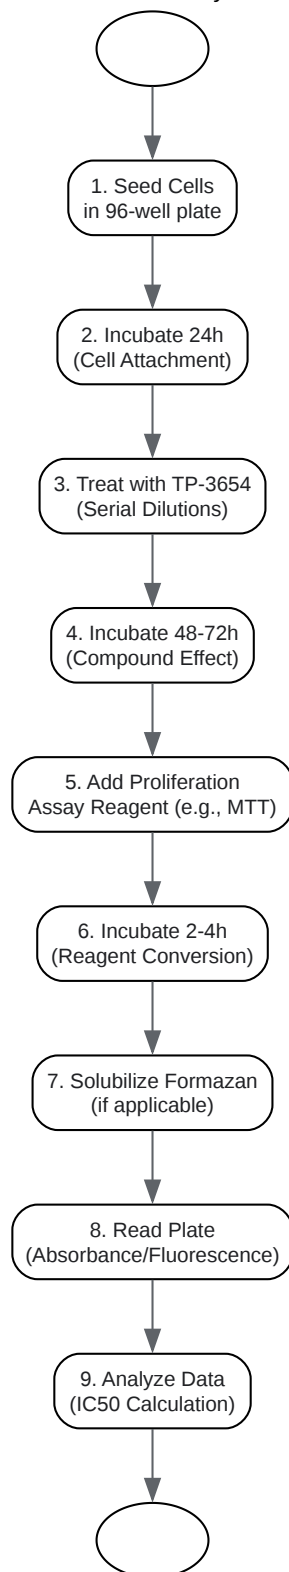 1. Seed Cells
in 96-well plate
2. Incubate 24h
(Cell Attachment)
3. Treat with TP-3654
(Serial Dilutions)
4. Incubate 48-72h
(Compound Effect)
5. Add Proliferation
Assay Reagent (e.g., MTT)
6. Incubate 2-4h
(Reagent Conversion)
7. Solubilize Formazan
(if applicable)
8. Read Plate
(Absorbance/Fluorescence)
9. Analyze Data
(IC50 Calculation)